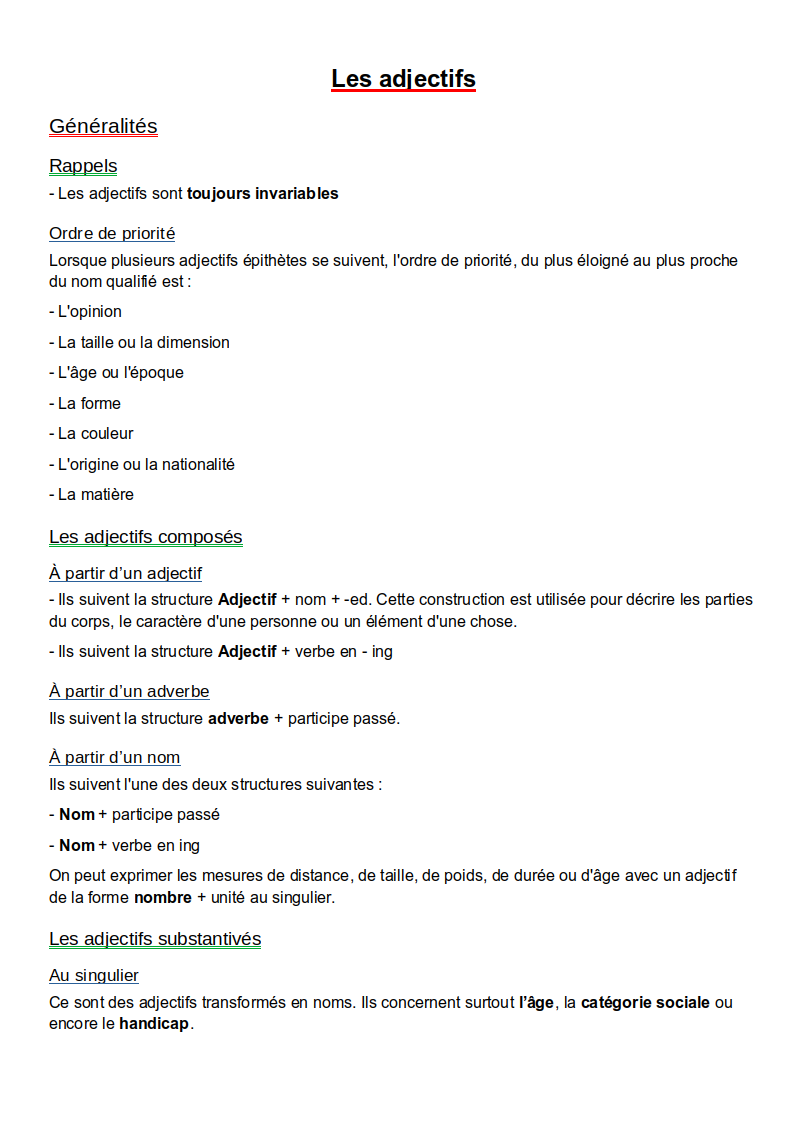 Les adjectifs
Généralités
Rappels
- Les adjectifs sont toujours invariables
Ordre de priorité
Lorsque plusieurs adjectifs épithètes se suivent, l'ordre de priorité, du plus éloigné au plus proche
du nom qualifié est :
- L'opinion
- La taille ou la dimension
- L'âge ou l'époque
- La forme
- La couleur
- L'origine ou la nationalité
- La matière
Les adjectifs composés
À partir d’un adjectif
- Ils suivent la structure Adjectif + nom + -ed. Cette construction est utilisée pour décrire les parties
du corps, le caractère d'une personne ou un élément d'une chose.
- Ils suivent la structure Adjectif + verbe en - ing
À partir d’un adverbe
Ils suivent la structure adverbe + participe passé.
À partir d’un nom
Ils suivent l'une des deux structures suivantes :
- Nom + participe passé
- Nom + verbe en ing
On peut exprimer les mesures de distance, de taille, de poids, de durée ou d'âge avec un adjectif
de la forme nombre + unité au singulier.
Les adjectifs substantivés
Au singulier
Ce sont des adjectifs transformés en noms. Ils concernent surtout l’âge, la catégorie sociale ou
encore le handicap.